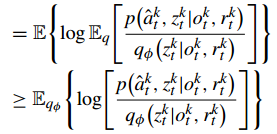 = 𝔼{log 𝔼_q[p(â_t^k, z_t^k|o_t^k, r_t^k) / q_ϕ(z_t^k|o_t^k, r_t^k)]}
≥ 𝔼_{q_ϕ}{log[p(â_t^k, z_t^k|o_t^k, r_t^k) / q_ϕ(z_t^k|o_t^k, r_t^k)]}